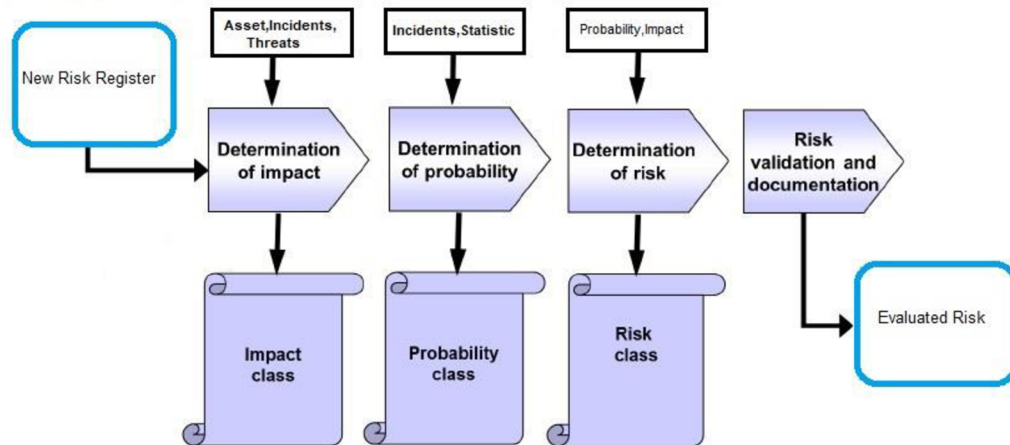 Asset,Incidents,
Threats
Incidents,Statistic
Probability,Impact
New Risk Register
Determination
of impact
Determination
of probability
Determination
of risk
Risk
validation and
documentation
Impact
class
Probability
class
Risk
class
Evaluated Risk